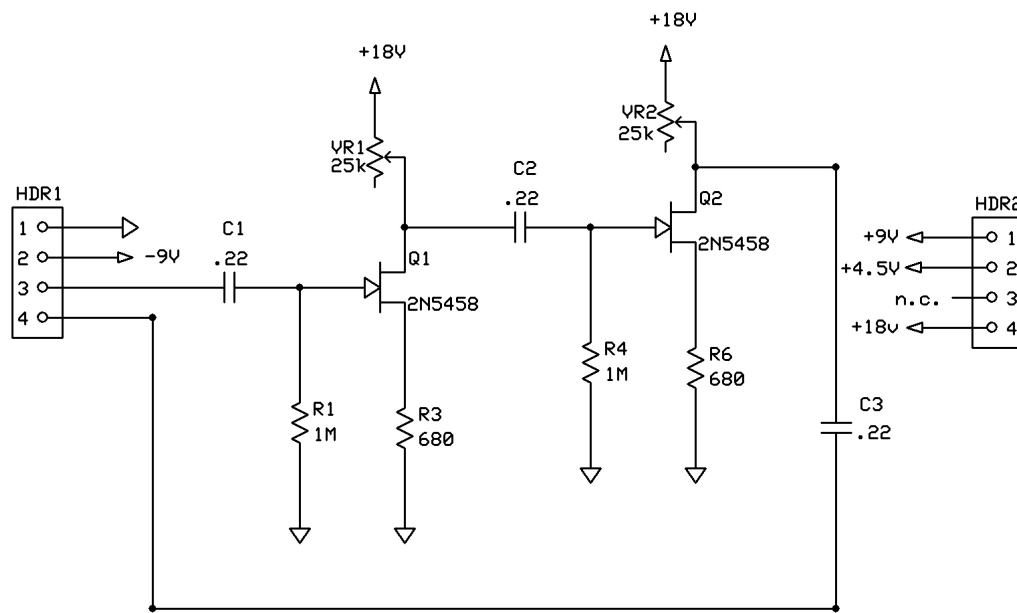 +18V
+18V
VR2
25k
VR1
25k
C2
.22
HDR1
1
2
3
4
-9V
C1
.22
Q2
2N5458
Q1
2N5458
HDR2
+9V
1
+4.5V
2
n.c.
3
+18v
4
R4
1M
R6
680
R1
1M
R3
680
C3
.22